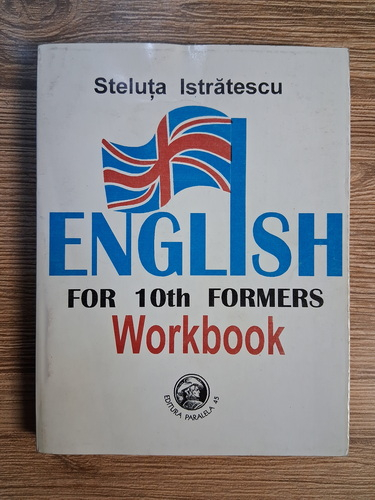 Steluța Istrătescu
ENGLISH
FOR 10th FORMERS
Workbook
EDITURA PARALELA 45